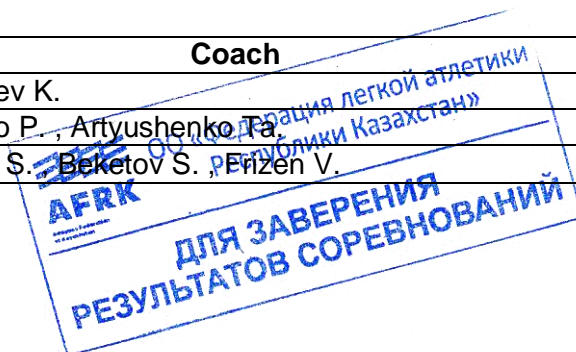 Coach
ev K.
o P. , Artyushenko Ta.
S. , Beketov S. , Frizen V.
ОО «Федерация легкой атлетики
Республики Казахстан»
AFRK
ДЛЯ ЗАВЕРЕНИЯ
РЕЗУЛЬТАТОВ СОРЕВНОВАНИЙ